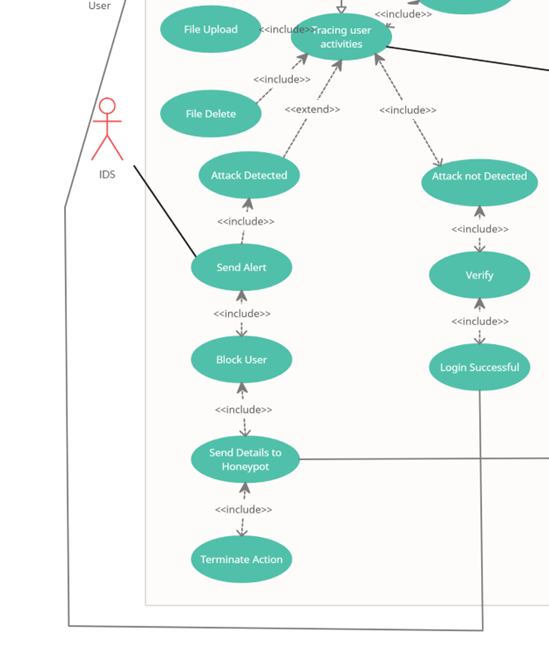 User
<<include>>
File Upload
<<include>>
Tracing user
activities
<<include>>
File Delete
<<extend>>
<<include>>
IDS
Attack Detected
Attack not Detected
<<include>>
<<include>>
Send Alert
Verify
<<include>>
<<include>>
Block User
Login Successful
<<include>>
Send Details to
Honeypot
<<include>>
Terminate Action